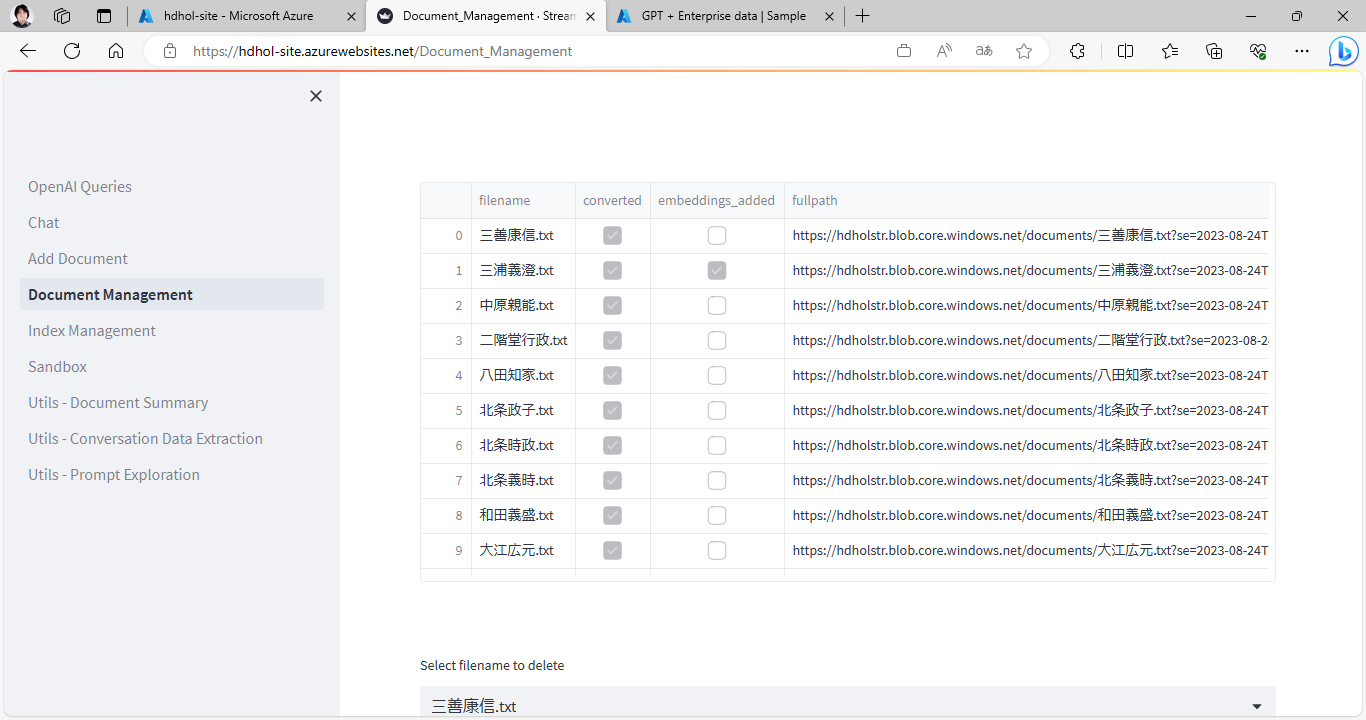 hdhol-site - Microsoft Azure
Document_Management · Stream
GPT + Enterprise data | Sample
https://hdhol-site.azurewebsites.net/Document_Management
OpenAI Queries
Chat
Add Document
Document Management
Index Management
Sandbox
Utils - Document Summary
Utils - Conversation Data Extraction
Utils - Prompt Exploration
filename converted embeddings_added fullpath
0 三善康信.txt https://hdholstr.blob.core.windows.net/documents/三善康信.txt?se=2023-08-24T
1 三浦義澄.txt https://hdholstr.blob.core.windows.net/documents/三浦義澄.txt?se=2023-08-24T
2 中原親能.txt https://hdholstr.blob.core.windows.net/documents/中原親能.txt?se=2023-08-24T
3 二階堂行政.txt https://hdholstr.blob.core.windows.net/documents/二階堂行政.txt?se=2023-08-2
4 八田知家.txt https://hdholstr.blob.core.windows.net/documents/八田知家.txt?se=2023-08-24T
5 北条政子.txt https://hdholstr.blob.core.windows.net/documents/北条政子.txt?se=2023-08-24T
6 北条時政.txt https://hdholstr.blob.core.windows.net/documents/北条時政.txt?se=2023-08-24T
7 北条義時.txt https://hdholstr.blob.core.windows.net/documents/北条義時.txt?se=2023-08-24T
8 和田義盛.txt https://hdholstr.blob.core.windows.net/documents/和田義盛.txt?se=2023-08-24T
9 大江広元.txt https://hdholstr.blob.core.windows.net/documents/大江広元.txt?se=2023-08-24T
Select filename to delete
三善康信.txt